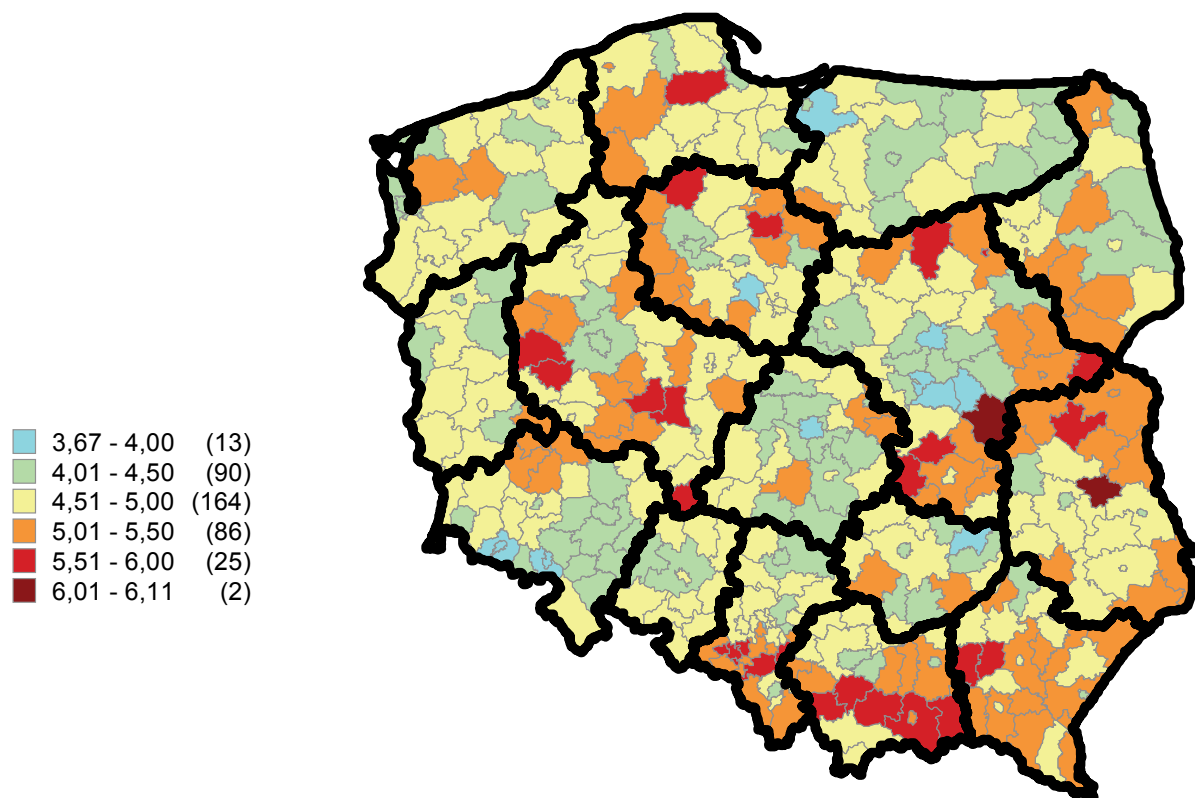 3,67 - 4,00 (13)
4,01 - 4,50 (90)
4,51 - 5,00 (164)
5,01 - 5,50 (86)
5,51 - 6,00 (25)
6,01 - 6,11 (2)